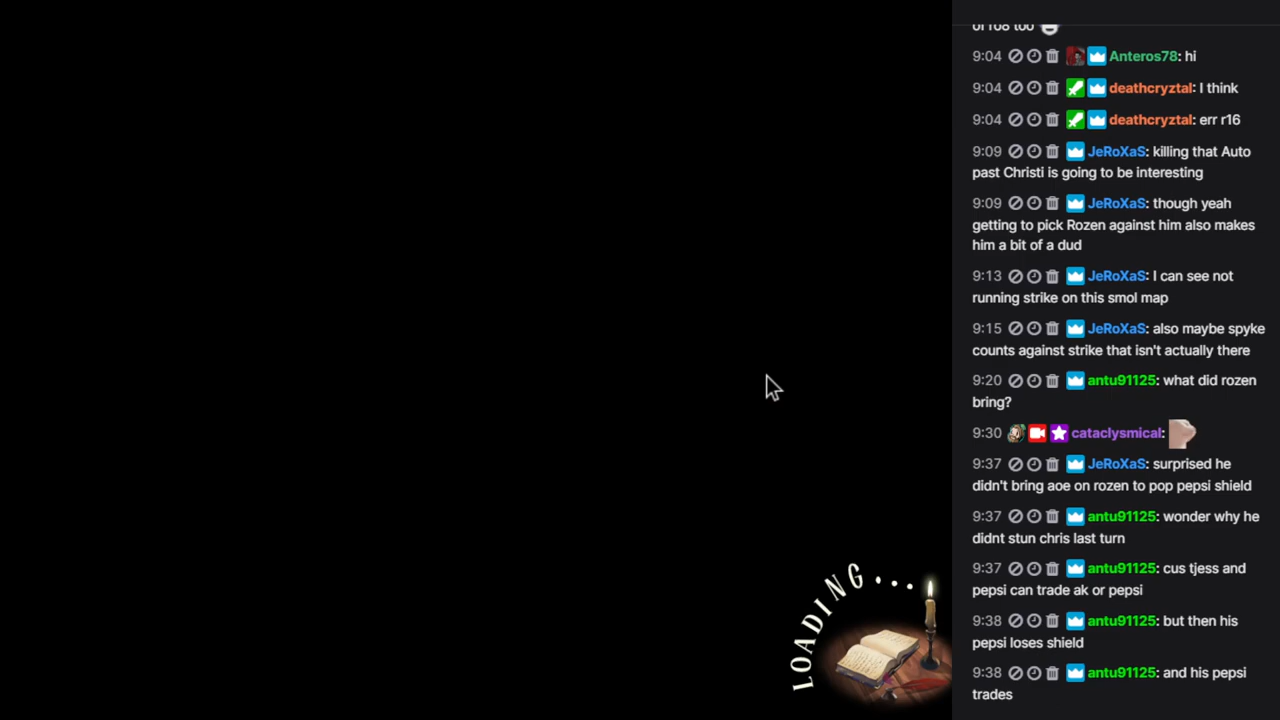 of r68 too
9:04 Anteros78: hi
9:04 deathcryztal: I think
9:04 deathcryztal: err r16
9:09 JeRoXaS: killing that Auto
past Christi is going to be interesting
9:09 JeRoXaS: though yeah
getting to pick Rozen against him also makes
him a bit of a dud
9:13 JeRoXaS: I can see not
running strike on this smol map
9:15 JeRoXaS: also maybe spyke
counts against strike that isn't actually there
9:20 antu91125: what did rozen
bring?
9:30 cataclysmical:
9:37 JeRoXaS: surprised he
didn't bring aoe on rozen to pop pepsi shield
9:37 antu91125: wonder why he
didnt stun chris last turn
9:37 antu91125: cus tjess and
pepsi can trade ak or pepsi
9:38 antu91125: but then his
pepsi loses shield
9:38 antu91125: and his pepsi
trades
LOADING...